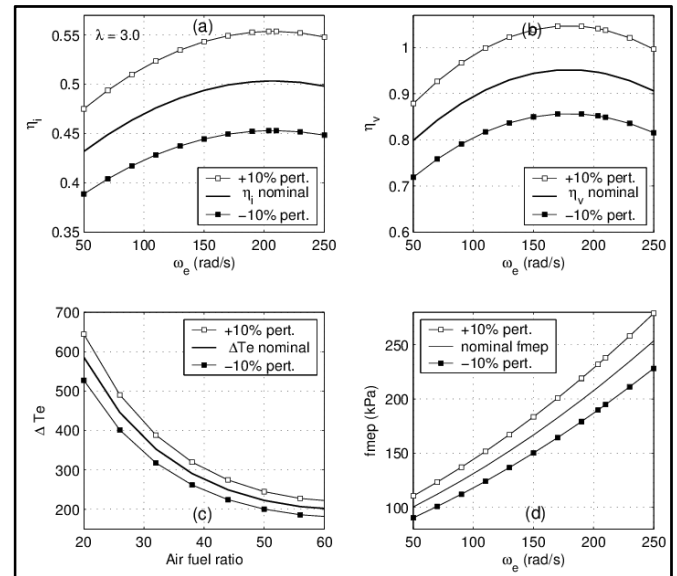 (a)
λ = 3.0
0.55
0.5
0.45
0.4
0.35
η_i
+10% pert.
η_i nominal
−10% pert.
50 100 150 200 250
ω_e (rad/s)
(b)
1
0.9
0.8
0.7
0.6
η_v
+10% pert.
η_v nominal
−10% pert.
50 100 150 200 250
ω_e (rad/s)
700
600
500
400
300
200
Δ Te
+10% pert.
ΔTe nominal
−10% pert.
(c)
20 30 40 50 60
Air fuel ratio
250
200
150
100
fmep (kPa)
+10% pert.
nominal fmep
−10% pert.
(d)
50 100 150 200 250
ω_e (rad/s)